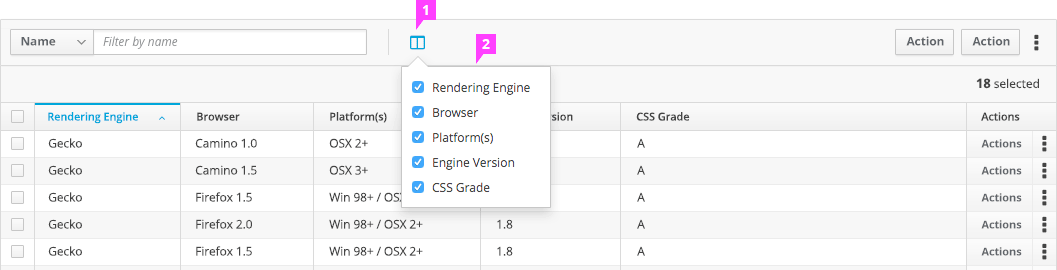 1
Name Filter by name Action Action
2
18 selected
Rendering Engine
Browser
Platform(s)
Engine Version
CSS Grade
Rendering Engine Browser Platform(s) sion CSS Grade Actions
Gecko Camino 1.0 OSX 2+ A Actions
Gecko Camino 1.5 OSX 3+ A Actions
Gecko Firefox 1.5 Win 98+ / OS A Actions
Gecko Firefox 2.0 Win 98+ / OSX 2+ 1.8 A Actions
Gecko Firefox 1.5 Win 98+ / OSX 2+ 1.8 A Actions